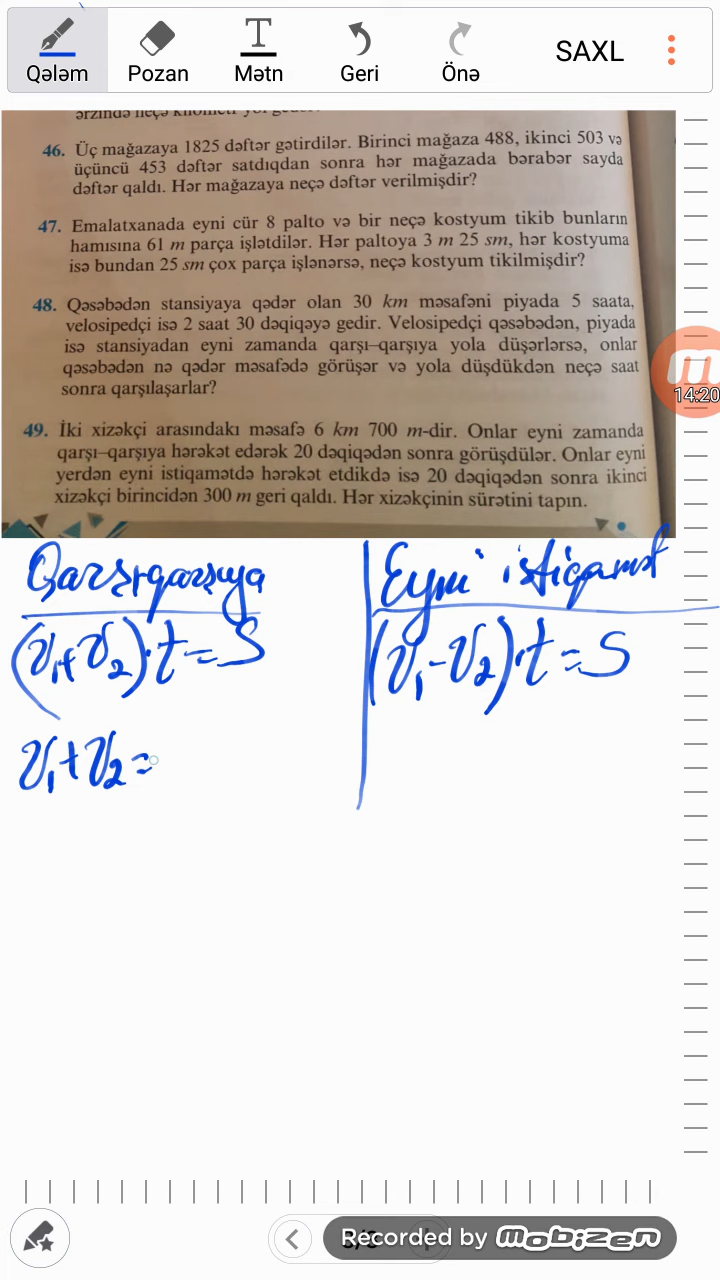 Qələm Pozan Mətn Geri Önə SAXL
ərzində neçə kilometr yol
46. Üç mağazaya 1825 dəftər gətirdilər. Birinci mağaza 488, ikinci 503 və
üçüncü 453 dəftər satdıqdan sonra hər mağazada bərabər sayda
dəftər qaldı. Hər mağazaya neçə dəftər verilmişdir?
47. Emalatxanada eyni cür 8 palto və bir neçə kostyum tikib bunların
hamısına 61 m parça işlətdilər. Hər paltoya 3 m 25 sm, hər kostyuma
isə bundan 25 sm çox parça işlənərsə, neçə kostyum tikilmişdir?
48. Qəsəbədən stansiyaya qədər olan 30 km məsafəni piyada 5 saata,
velosipedçi isə 2 saat 30 dəqiqəyə gedir. Velosipedçi qəsəbədən, piyada
isə stansiyadan eyni zamanda qarşı–qarşıya yola düşərlərsə, onlar
qəsəbədən nə qədər məsafədə görüşər və yola düşdükdən neçə saat
sonra qarşılaşarlar?
14:20
49. İki xizəkçi arasındakı məsafə 6 km 700 m-dir. Onlar eyni zamanda
qarşı–qarşıya hərəkət edərək 20 dəqiqədən sonra görüşdülər. Onlar eyni
yerdən eyni istiqamətdə hərəkət etdikdə isə 20 dəqiqədən sonra ikinci
xizəkçi birincidən 300 m geri qaldı. Hər xizəkçinin sürətini tapın.
Qarşıqarşıya Eyni istiqamət
(V₁+V₂)·t=S (V₁-V₂)·t=S
V₁+V₂=
Recorded by mobizen